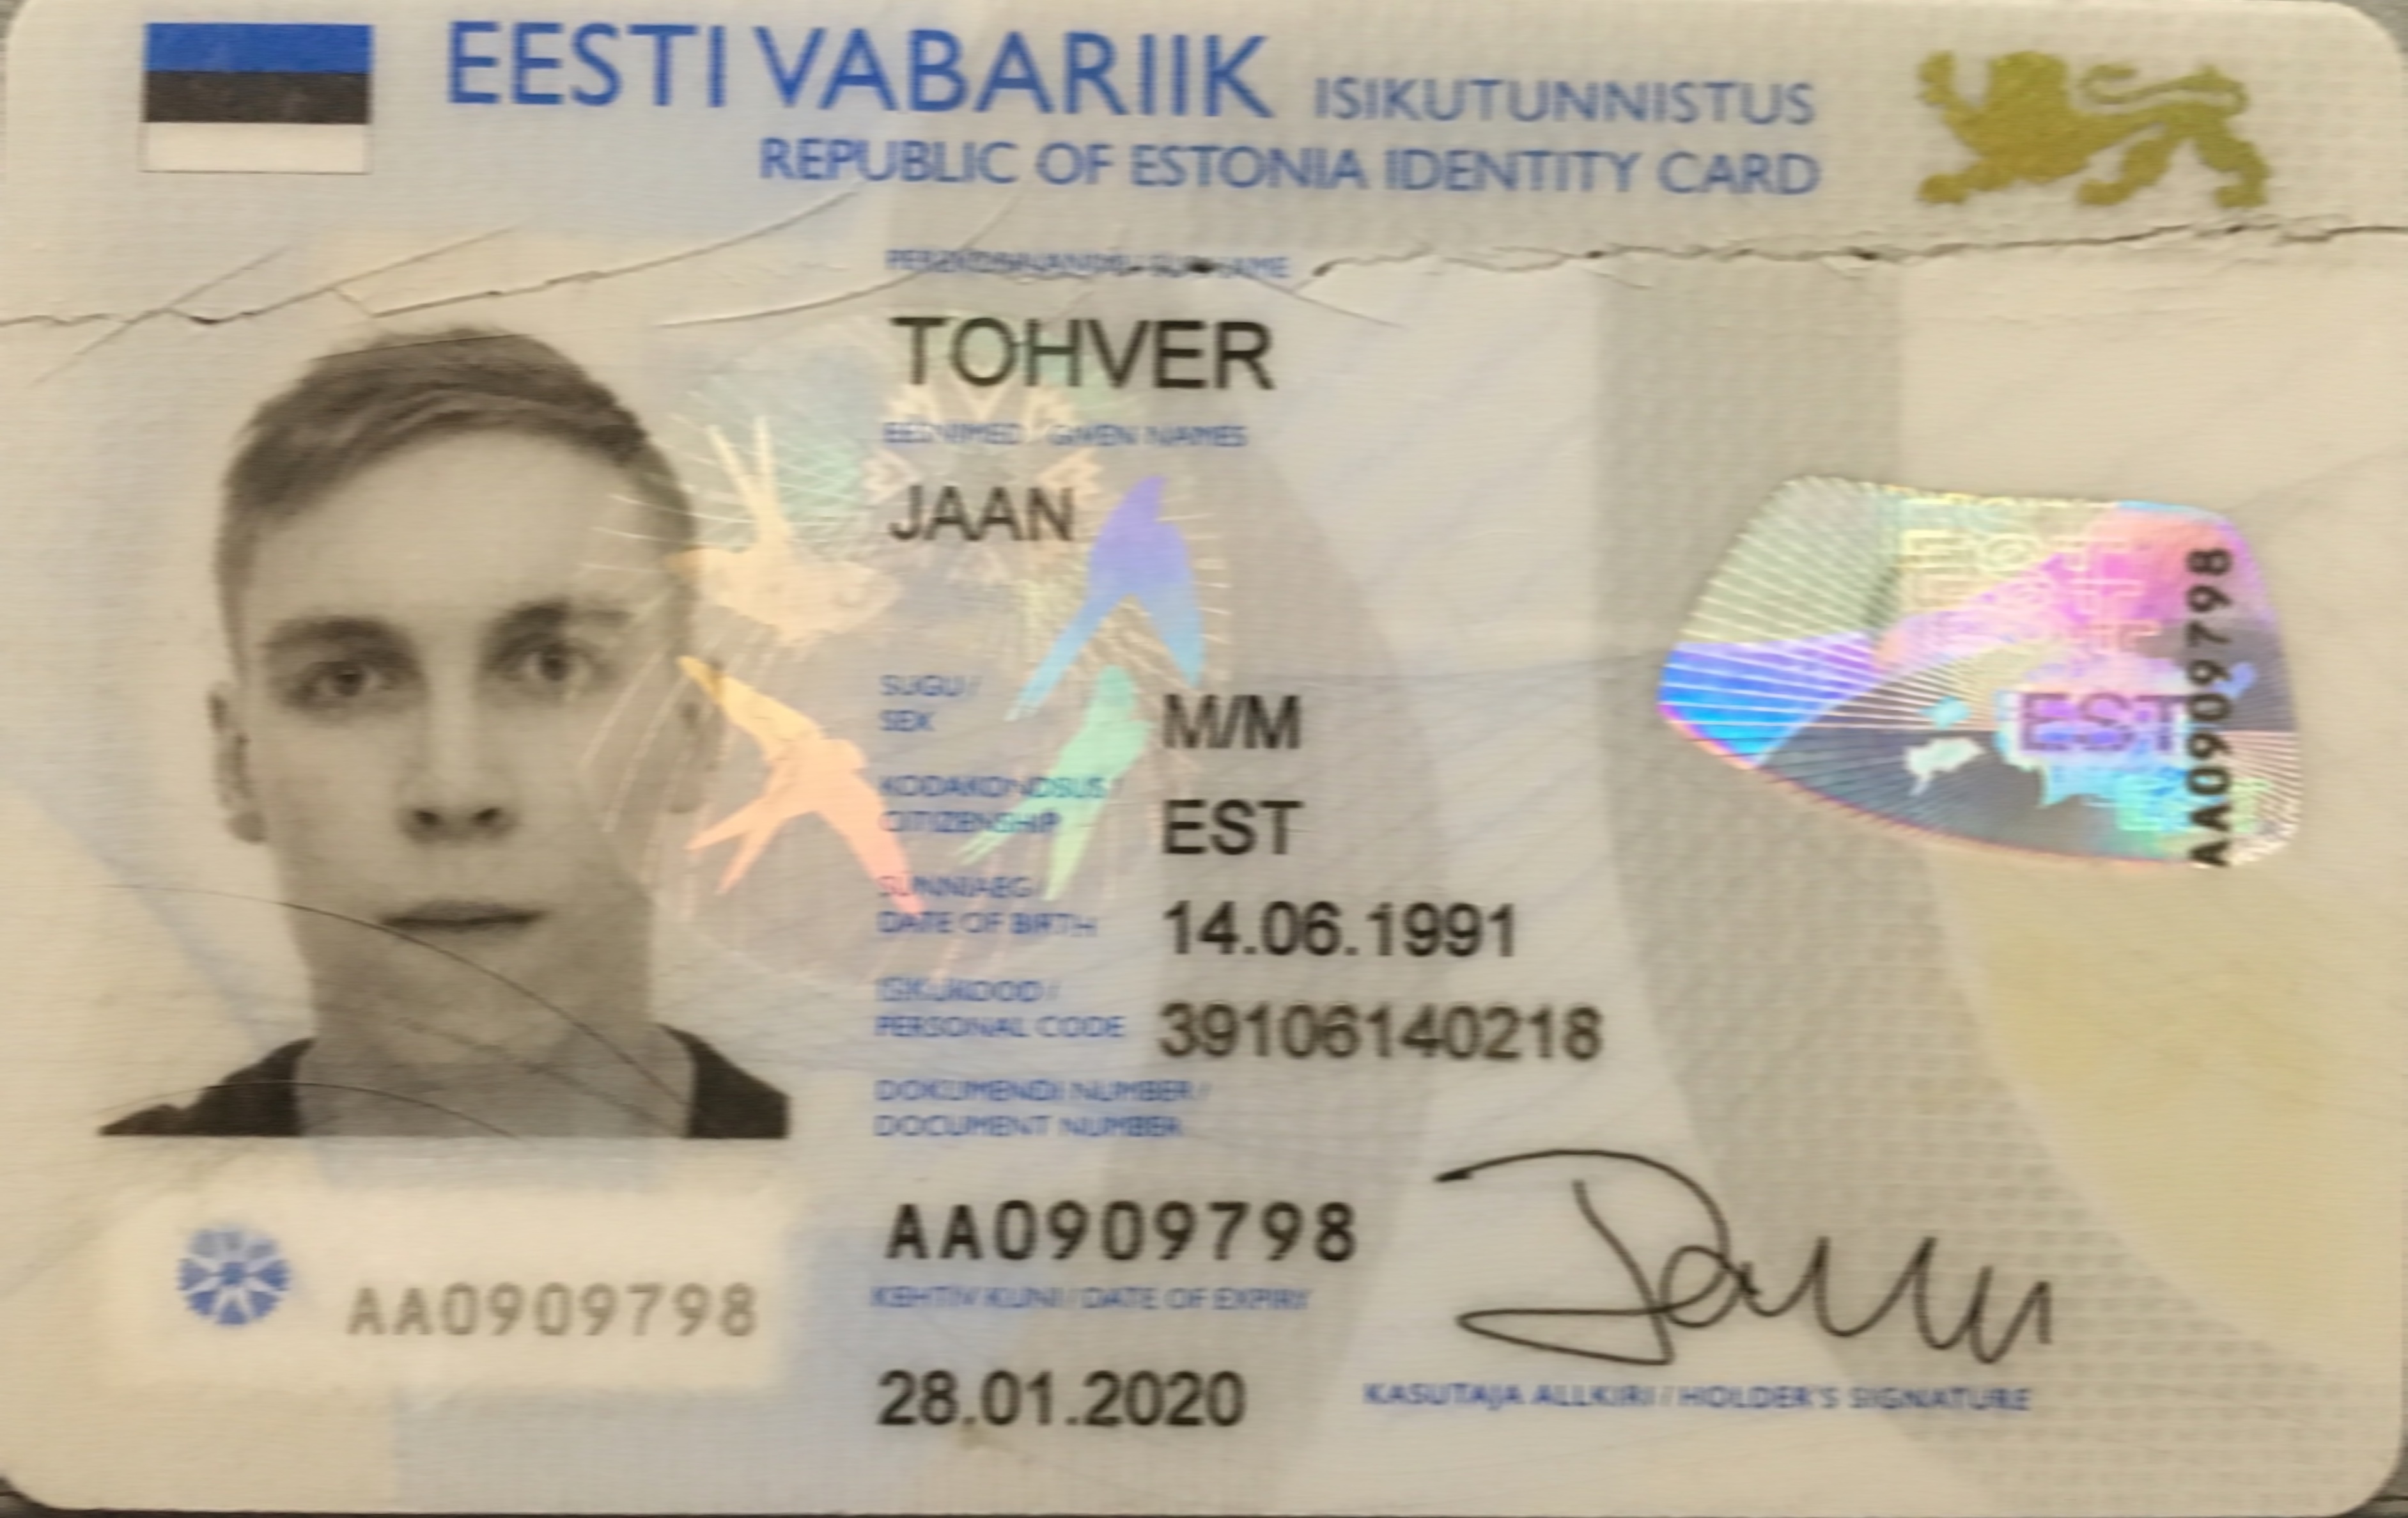 EESTI VABARIIK ISIKUTUNNISTUS
REPUBLIC OF ESTONIA IDENTITY CARD
PEREKONNANIMI / SURNAME
TOHVER
EESNIMED / GIVEN NAMES
JAAN
SUGU /
SEX
M/M
KODAKONDSUS /
CITIZENSHIP
EST
SÜNNIAEG /
DATE OF BIRTH
14.06.1991
ISIKUKOOD /
PERSONAL CODE
39106140218
DOKUMENDI NUMBER /
DOCUMENT NUMBER
AA0909798
KEHTIV KUNI / DATE OF EXPIRY
28.01.2020
AA0909798
EST
AA0909798
KASUTAJA ALLKIRI / HOLDER'S SIGNATURE